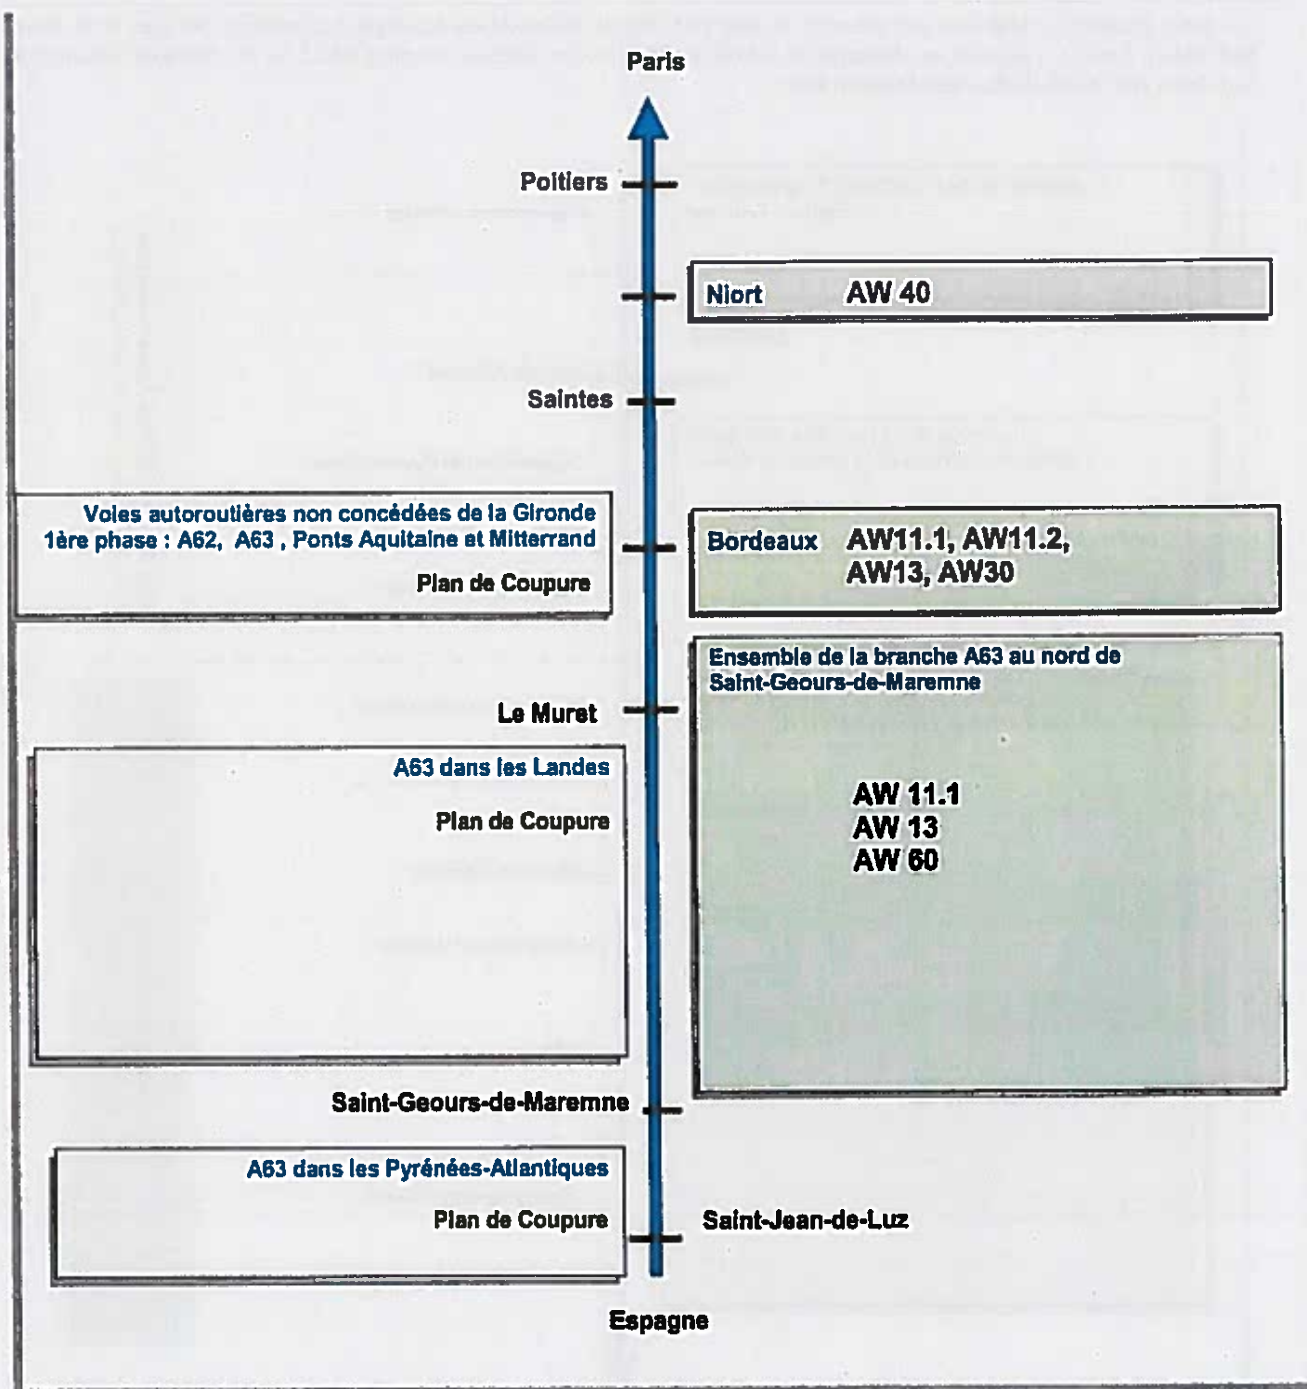 Paris
Poitiers
Niort AW 40
Saintes
Voies autoroutières non concédées de la Gironde
1ère phase : A62, A63 , Ponts Aquitaine et Mitterrand
Plan de Coupure
Bordeaux AW11.1, AW11.2,
AW13, AW30
Ensemble de la branche A63 au nord de
Saint-Geours-de-Maremne
Le Muret
A63 dans les Landes
Plan de Coupure
AW 11.1
AW 13
AW 60
Saint-Geours-de-Maremne
A63 dans les Pyrénées-Atlantiques
Plan de Coupure
Saint-Jean-de-Luz
Espagne